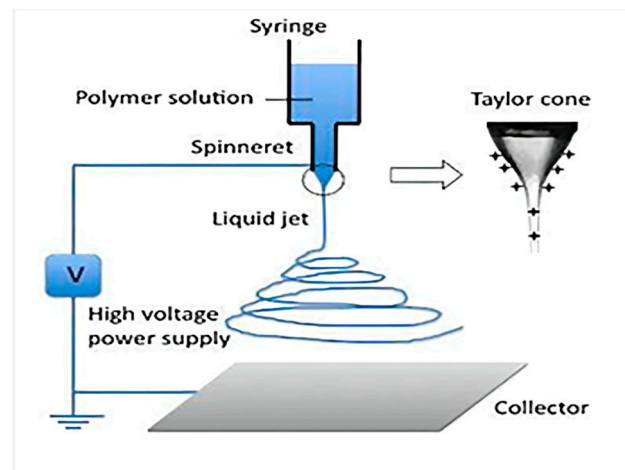 Syringe
Polymer solution
Taylor cone
Spinneret
Liquid jet
V
High voltage
power supply
Collector